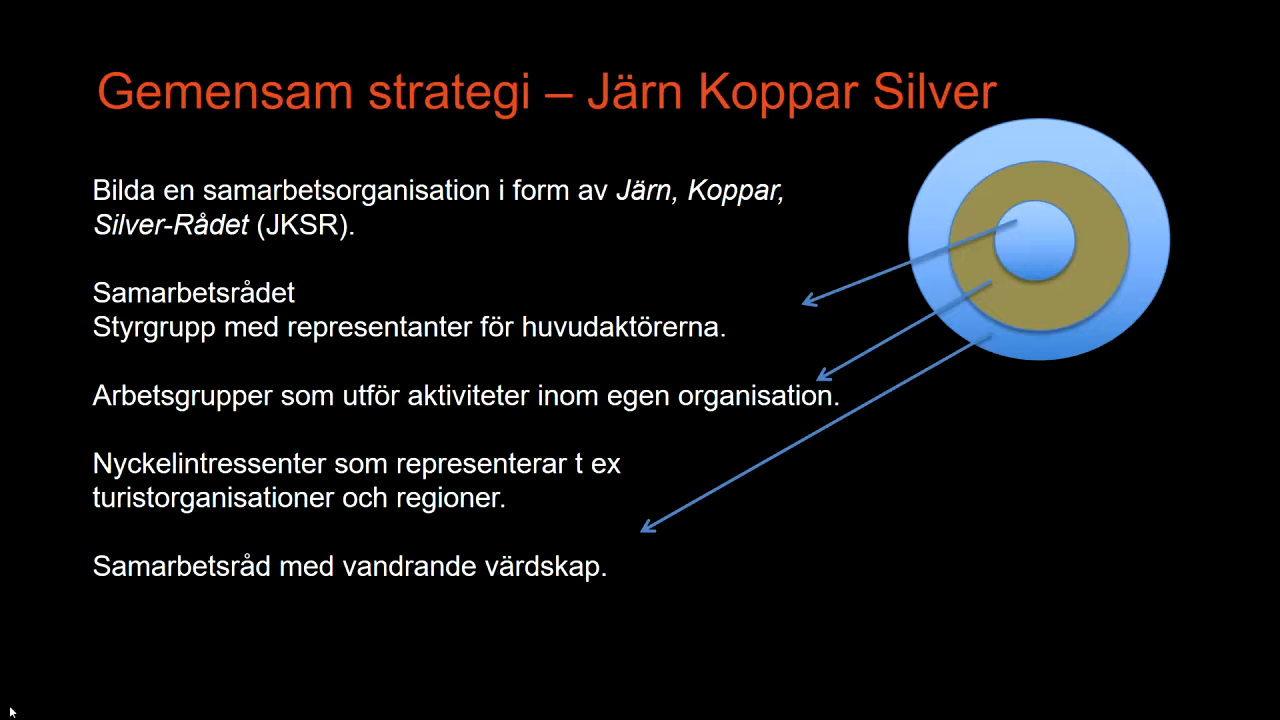 Gemensam strategi – Järn Koppar Silver
Bilda en samarbetsorganisation i form av Järn, Koppar,
Silver-Rådet (JKSR).
Samarbetsrådet
Styrgrupp med representanter för huvudaktörerna.
Arbetsgrupper som utför aktiviteter inom egen organisation.
Nyckelintressenter som representerar t ex
turistorganisationer och regioner.
Samarbetsråd med vandrande värdskap.